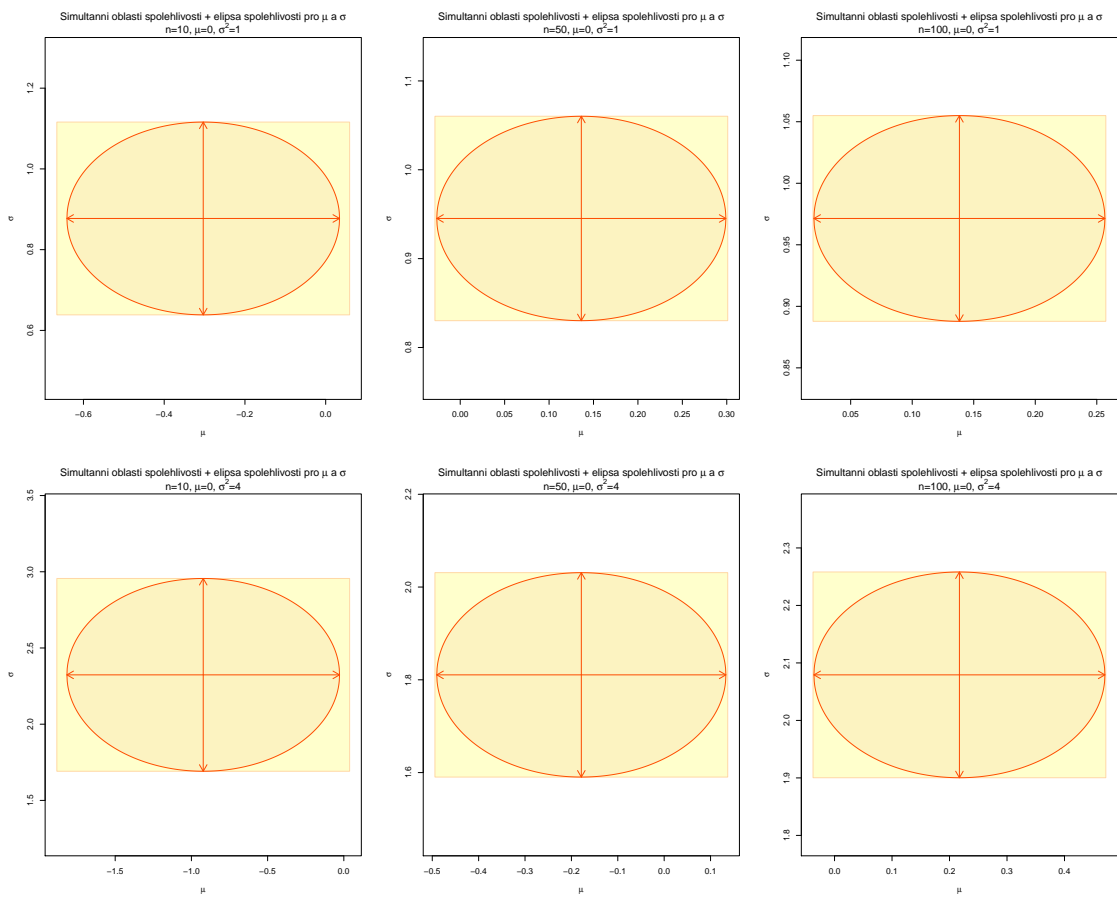 Simultanni oblasti spolehlivosti + elipsa spolehlivosti pro μ a σ
n=10, μ=0, σ²=1
1.2
1.0
0.8
0.6
σ
−0.6
−0.4
−0.2
0.0
μ
Simultanni oblasti spolehlivosti + elipsa spolehlivosti pro μ a σ
n=50, μ=0, σ²=1
1.1
1.0
0.9
0.8
σ
0.00
0.05
0.10
0.15
0.20
0.25
0.30
μ
Simultanni oblasti spolehlivosti + elipsa spolehlivosti pro μ a σ
n=100, μ=0, σ²=1
1.10
1.05
1.00
0.95
0.90
0.85
σ
0.05
0.10
0.15
0.20
0.25
μ
Simultanni oblasti spolehlivosti + elipsa spolehlivosti pro μ a σ
n=10, μ=0, σ²=4
3.5
3.0
2.5
2.0
1.5
σ
−1.5
−1.0
−0.5
0.0
μ
Simultanni oblasti spolehlivosti + elipsa spolehlivosti pro μ a σ
n=50, μ=0, σ²=4
2.2
2.0
1.8
1.6
σ
−0.5
−0.4
−0.3
−0.2
−0.1
0.0
0.1
μ
Simultanni oblasti spolehlivosti + elipsa spolehlivosti pro μ a σ
n=100, μ=0, σ²=4
2.3
2.2
2.1
2.0
1.9
1.8
σ
0.0
0.1
0.2
0.3
0.4
μ